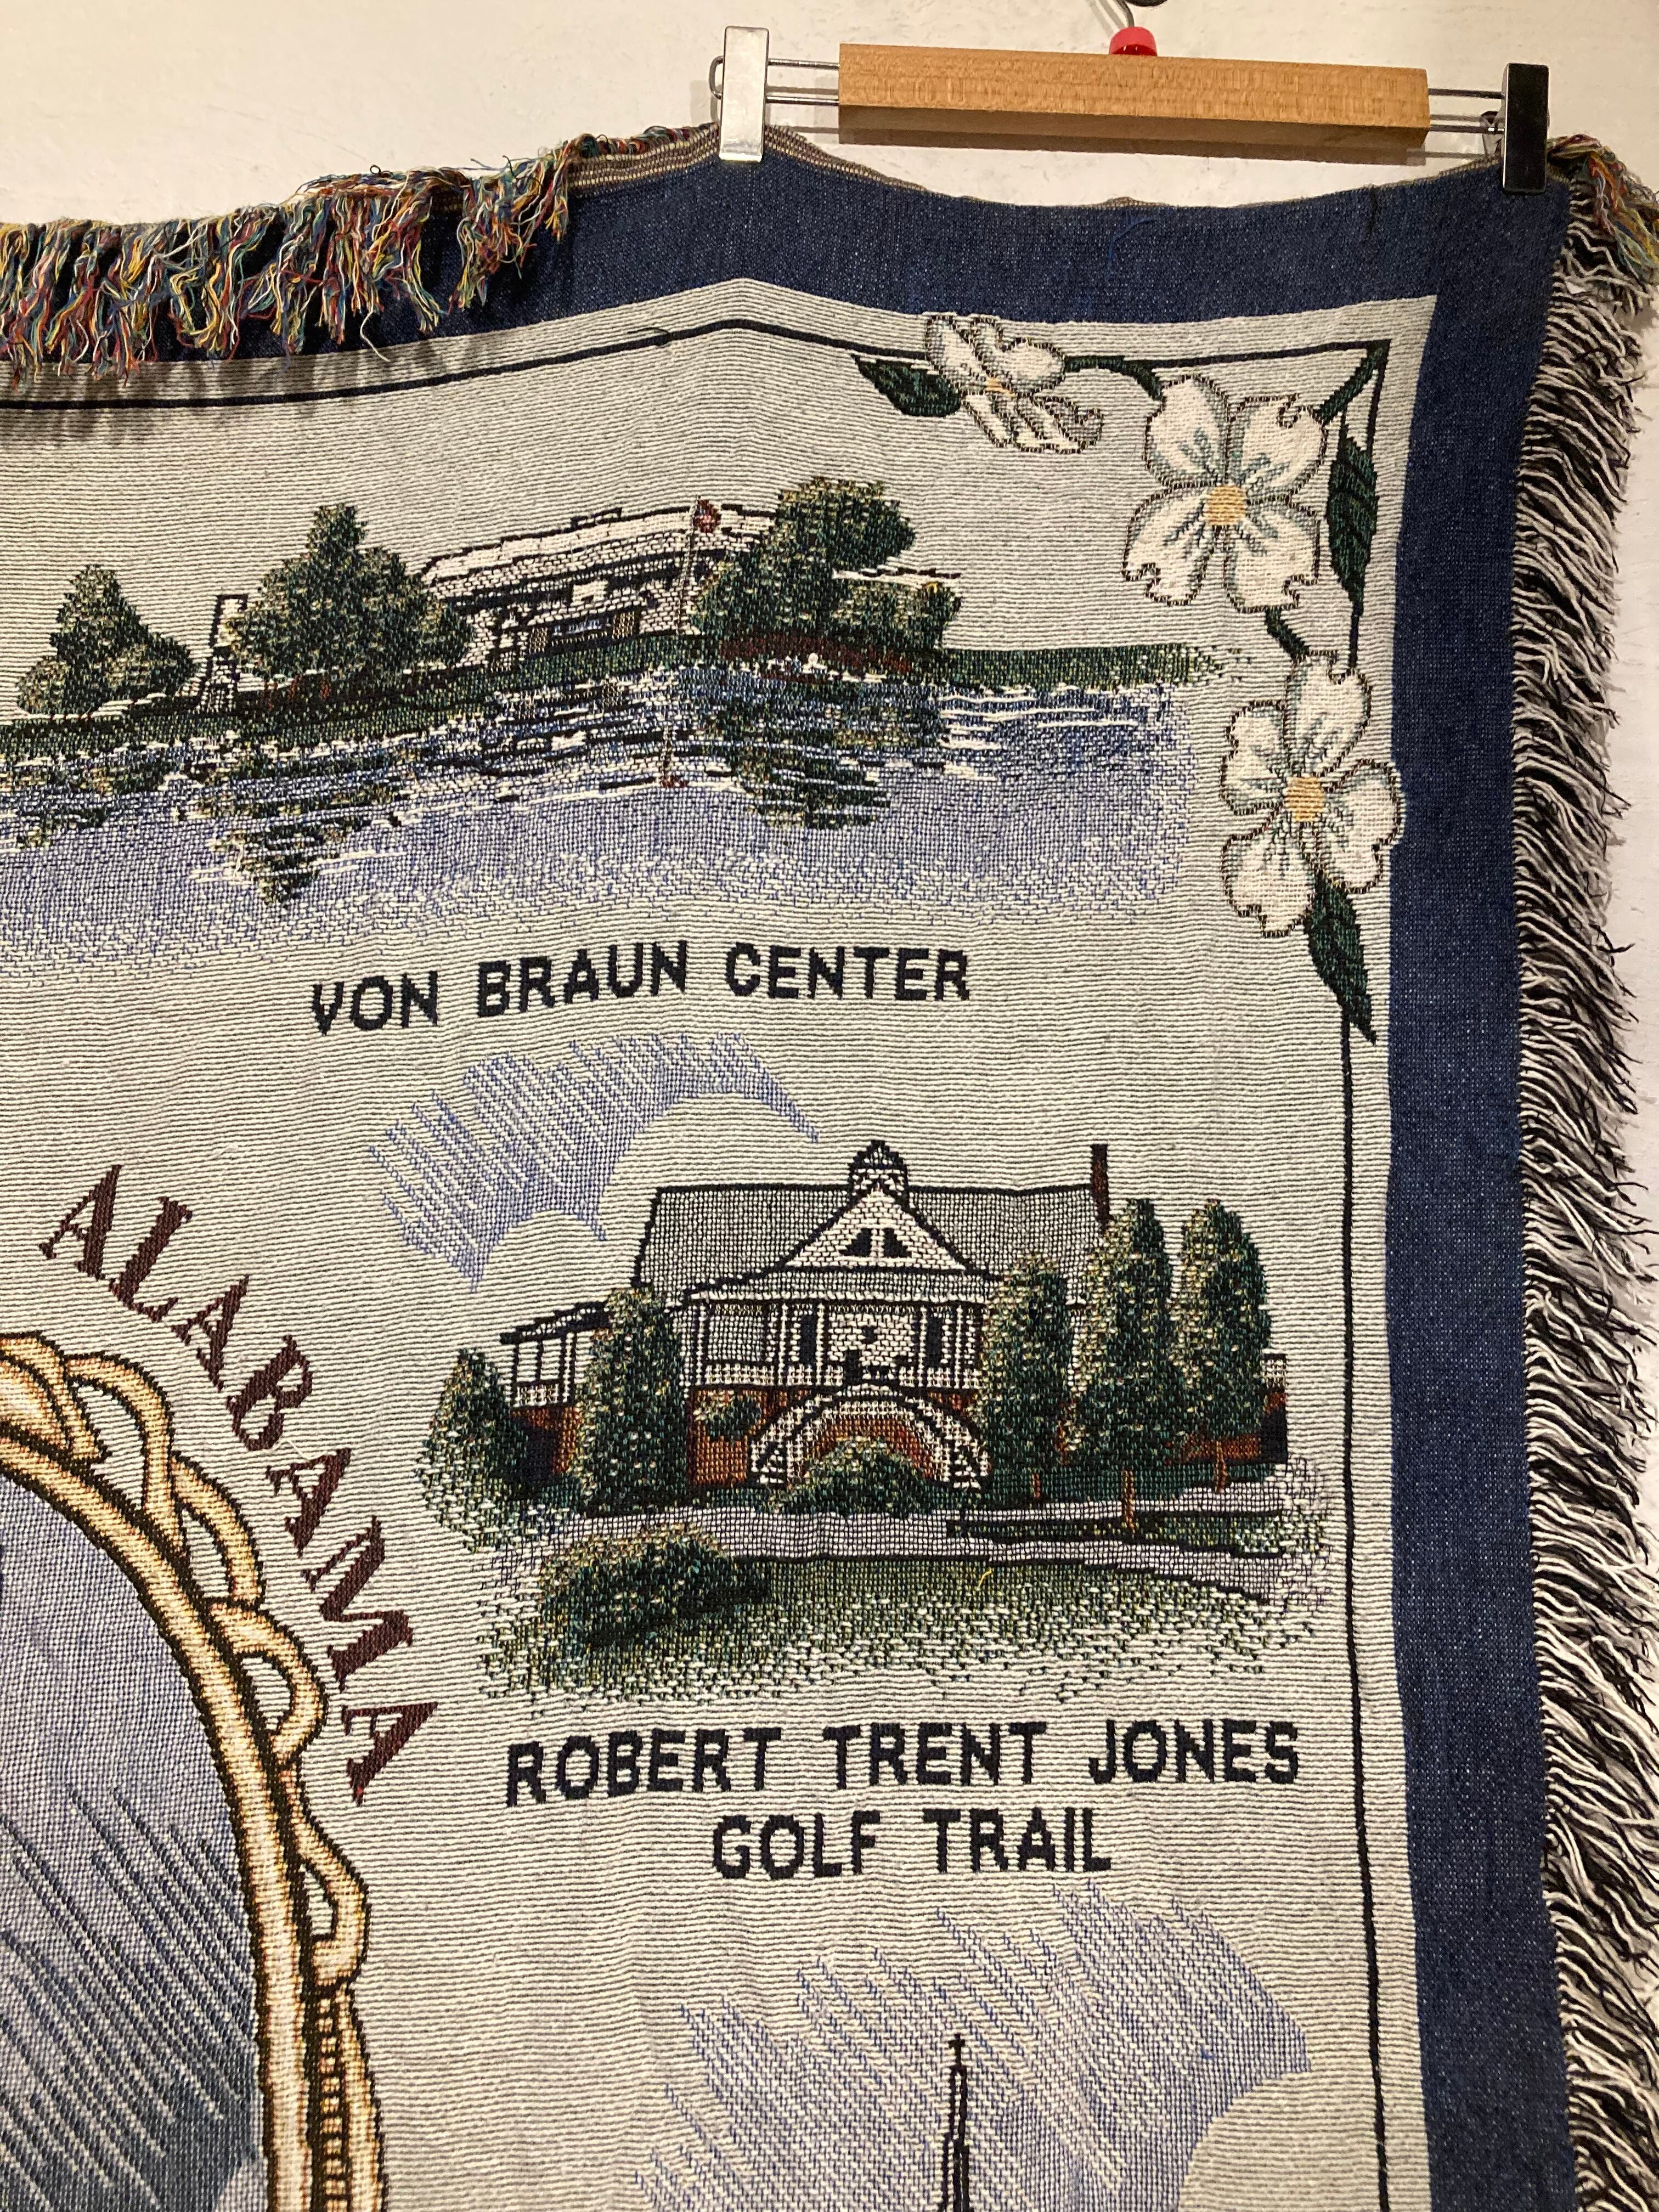 VON BRAUN CENTER
ALABAMA
ROBERT TRENT JONES
GOLF TRAIL